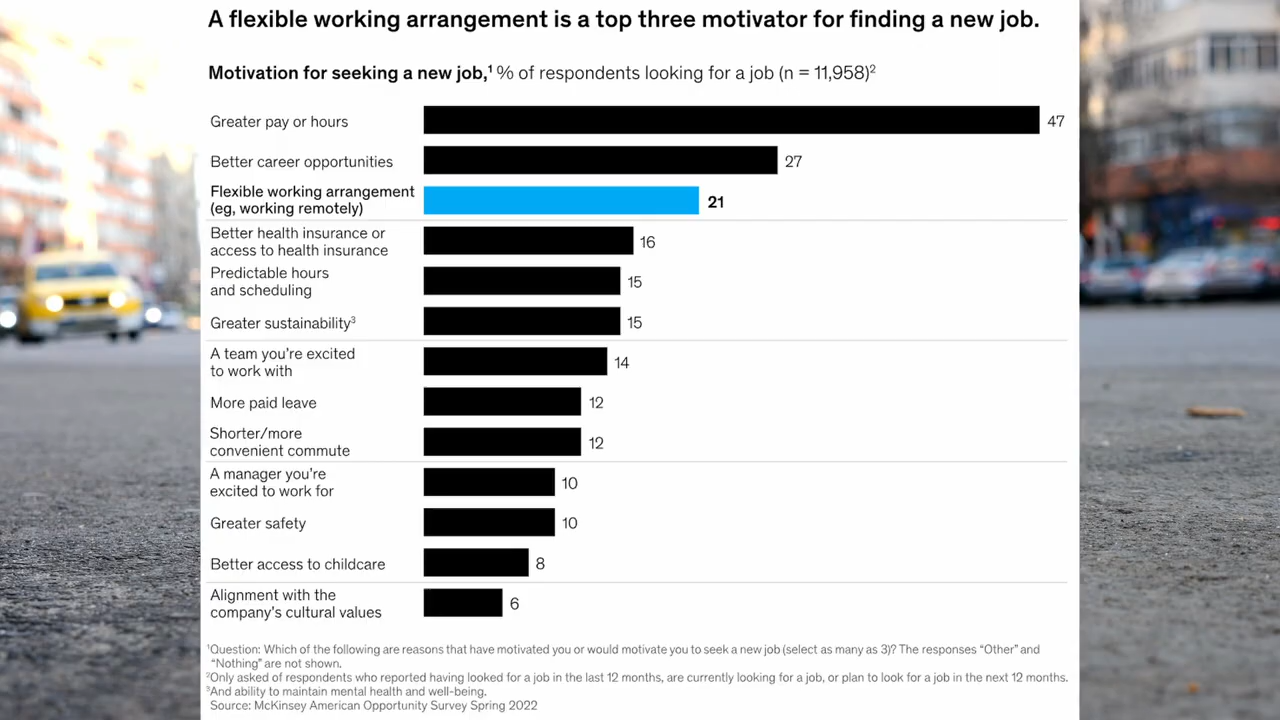 A flexible working arrangement is a top three motivator for finding a new job.
Motivation for seeking a new job,¹ % of respondents looking for a job (n = 11,958)²
Greater pay or hours 47
Better career opportunities 27
Flexible working arrangement
(eg, working remotely) 21
Better health insurance or
access to health insurance 16
Predictable hours
and scheduling 15
Greater sustainability³ 15
A team you’re excited
to work with 14
More paid leave 12
Shorter/more
convenient commute 12
A manager you’re
excited to work for 10
Greater safety 10
Better access to childcare 8
Alignment with the
company’s cultural values 6
¹Question: Which of the following are reasons that have motivated you or would motivate you to seek a new job (select as many as 3)? The responses “Other” and
“Nothing” are not shown.
²Only asked of respondents who reported having looked for a job in the last 12 months, are currently looking for a job, or plan to look for a job in the next 12 months.
³And ability to maintain mental health and well-being.
Source: McKinsey American Opportunity Survey Spring 2022